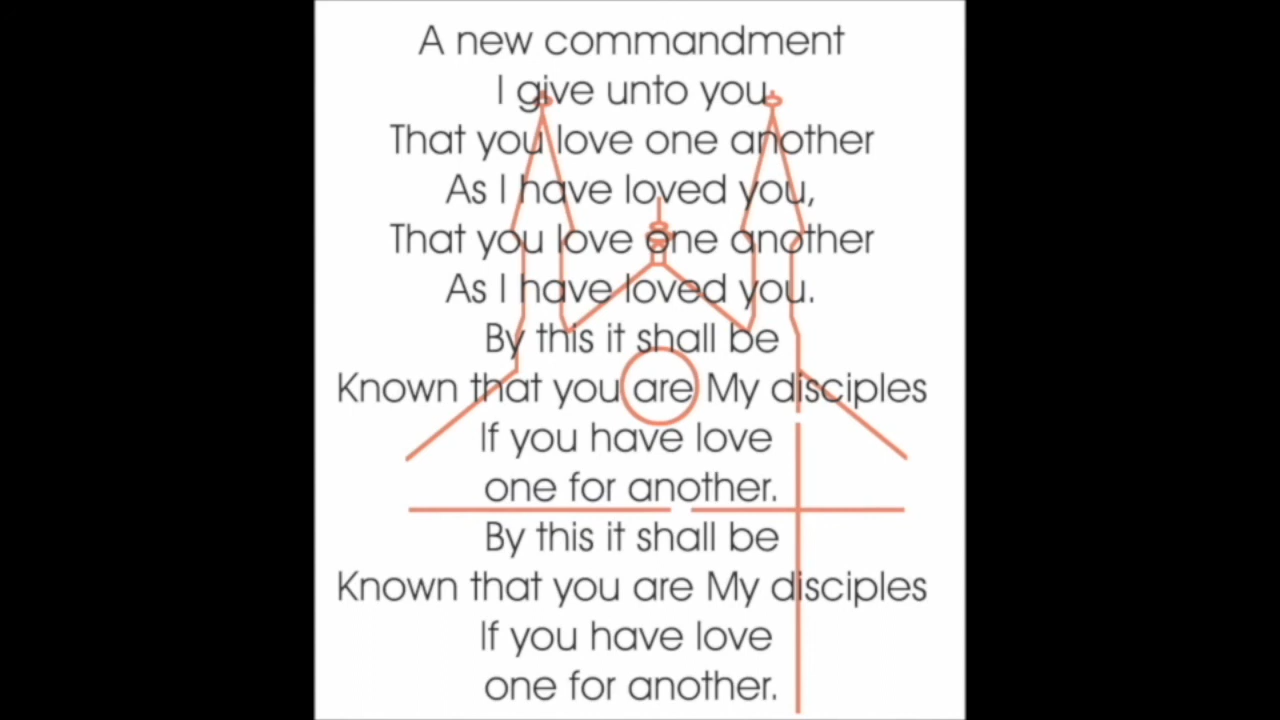 A new commandment
I give unto you
That you love one another
As I have loved you,
That you love one another
As I have loved you.
By this it shall be
Known that you are My disciples
If you have love
one for another.
By this it shall be
Known that you are My disciples
If you have love
one for another.